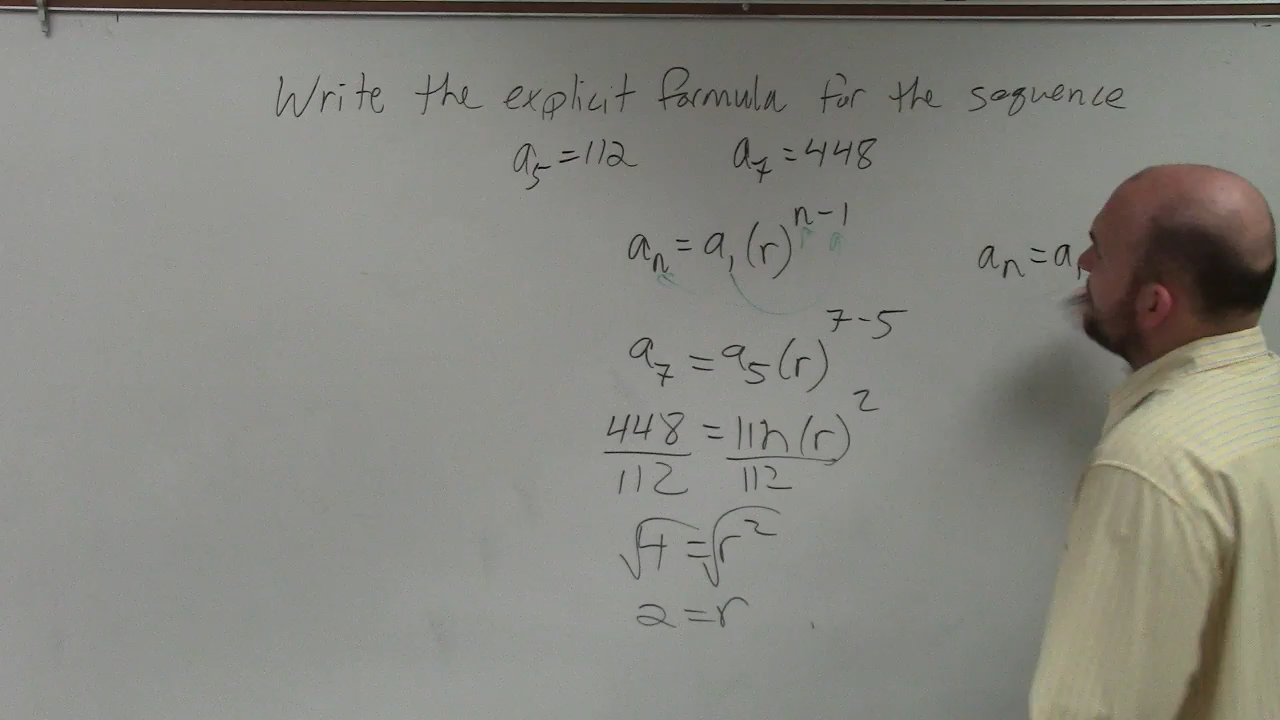 Write the explicit formula for the sequence
a₅ = 112 a₇ = 448
aₙ = a₁(r)ⁿ⁻¹ aₙ = a₁
a₇ = a₅(r)⁷⁻⁵
448/112 = 112(r)²/112
√4 = √r²
2 = r